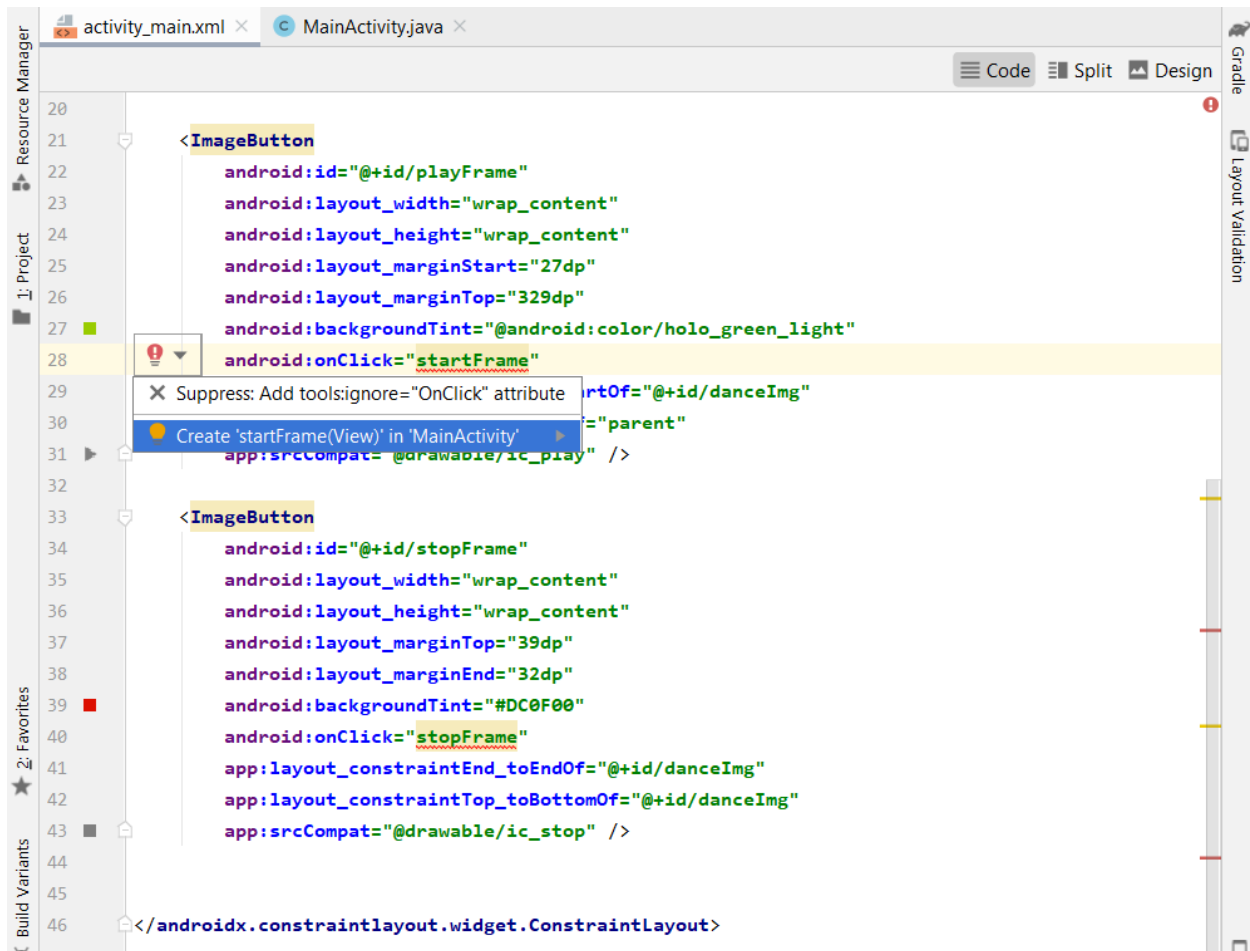 activity_main.xml
MainActivity.java
Code Split Design
Resource Manager
1: Project
2: Favorites
Build Variants
Gradle
Layout Validation
20
21 <ImageButton
22 android:id="@+id/playFrame"
23 android:layout_width="wrap_content"
24 android:layout_height="wrap_content"
25 android:layout_marginStart="27dp"
26 android:layout_marginTop="329dp"
27 android:backgroundTint="@android:color/holo_green_light"
28 android:onClick="startFrame"
29 rtOf="@+id/danceImg"
Suppress: Add tools:ignore="OnClick" attribute
30 ="parent"
Create 'startFrame(View)' in 'MainActivity'
31 app:srcCompat="@drawable/ic_play" />
32
33 <ImageButton
34 android:id="@+id/stopFrame"
35 android:layout_width="wrap_content"
36 android:layout_height="wrap_content"
37 android:layout_marginTop="39dp"
38 android:layout_marginEnd="32dp"
39 android:backgroundTint="#DC0F00"
40 android:onClick="stopFrame"
41 app:layout_constraintEnd_toEndOf="@+id/danceImg"
42 app:layout_constraintTop_toBottomOf="@+id/danceImg"
43 app:srcCompat="@drawable/ic_stop" />
44
45
46 </androidx.constraintlayout.widget.ConstraintLayout>